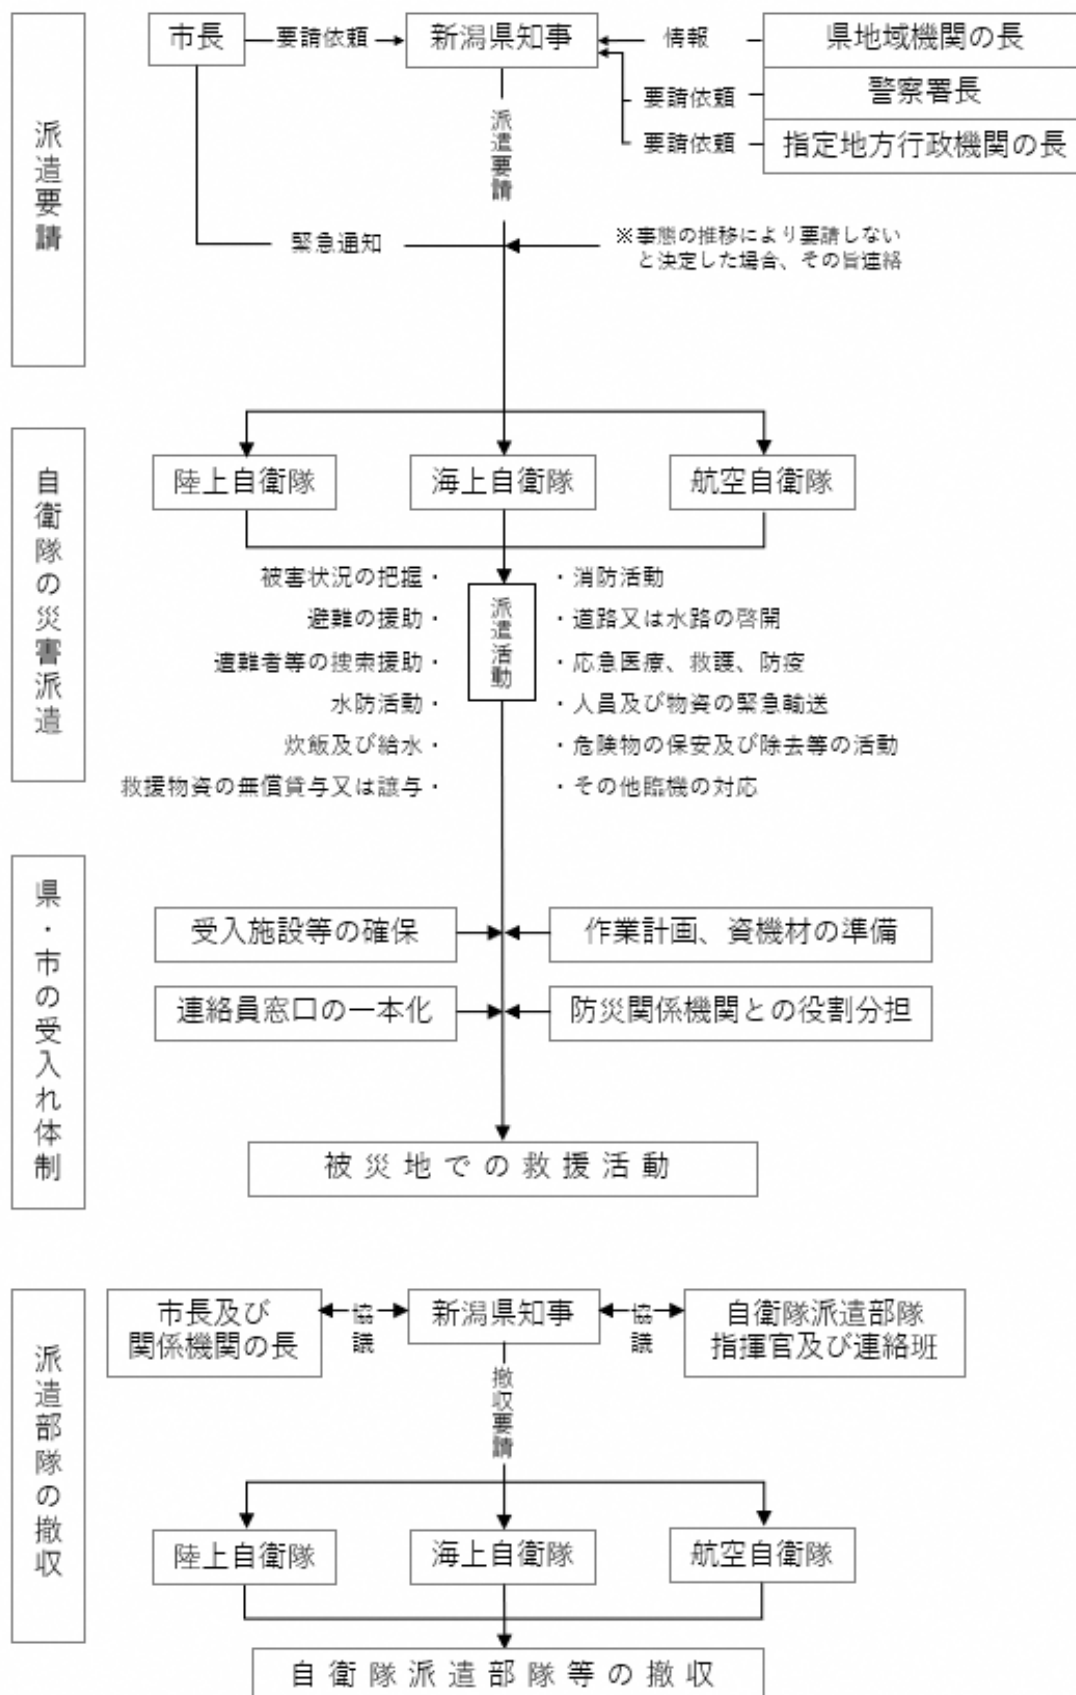 派遣要請
市長
要請依頼
新潟県知事
情報
県地域機関の長
要請依頼
警察署長
要請依頼
指定地方行政機関の長
派遣要請
緊急通知
※事態の推移により要請しない
と決定した場合、その旨連絡
自衛隊の災害派遣
陸上自衛隊
海上自衛隊
航空自衛隊
派遣活動
被害状況の把握・
避難の援助・
遭難者等の捜索援助・
水防活動・
炊飯及び給水・
救援物資の無償貸与又は譲与・
・消防活動
・道路又は水路の啓開
・応急医療、救護、防疫
・人員及び物資の緊急輸送
・危険物の保安及び除去等の活動
・その他臨機の対応
県・市の受入れ体制
受入施設等の確保
作業計画、資機材の準備
連絡員窓口の一本化
防災関係機関との役割分担
被災地での救援活動
派遣部隊の撤収
市長及び
関係機関の長
協議
新潟県知事
協議
自衛隊派遣部隊
指揮官及び連絡班
撤収要請
陸上自衛隊
海上自衛隊
航空自衛隊
自衛隊派遣部隊等の撤収